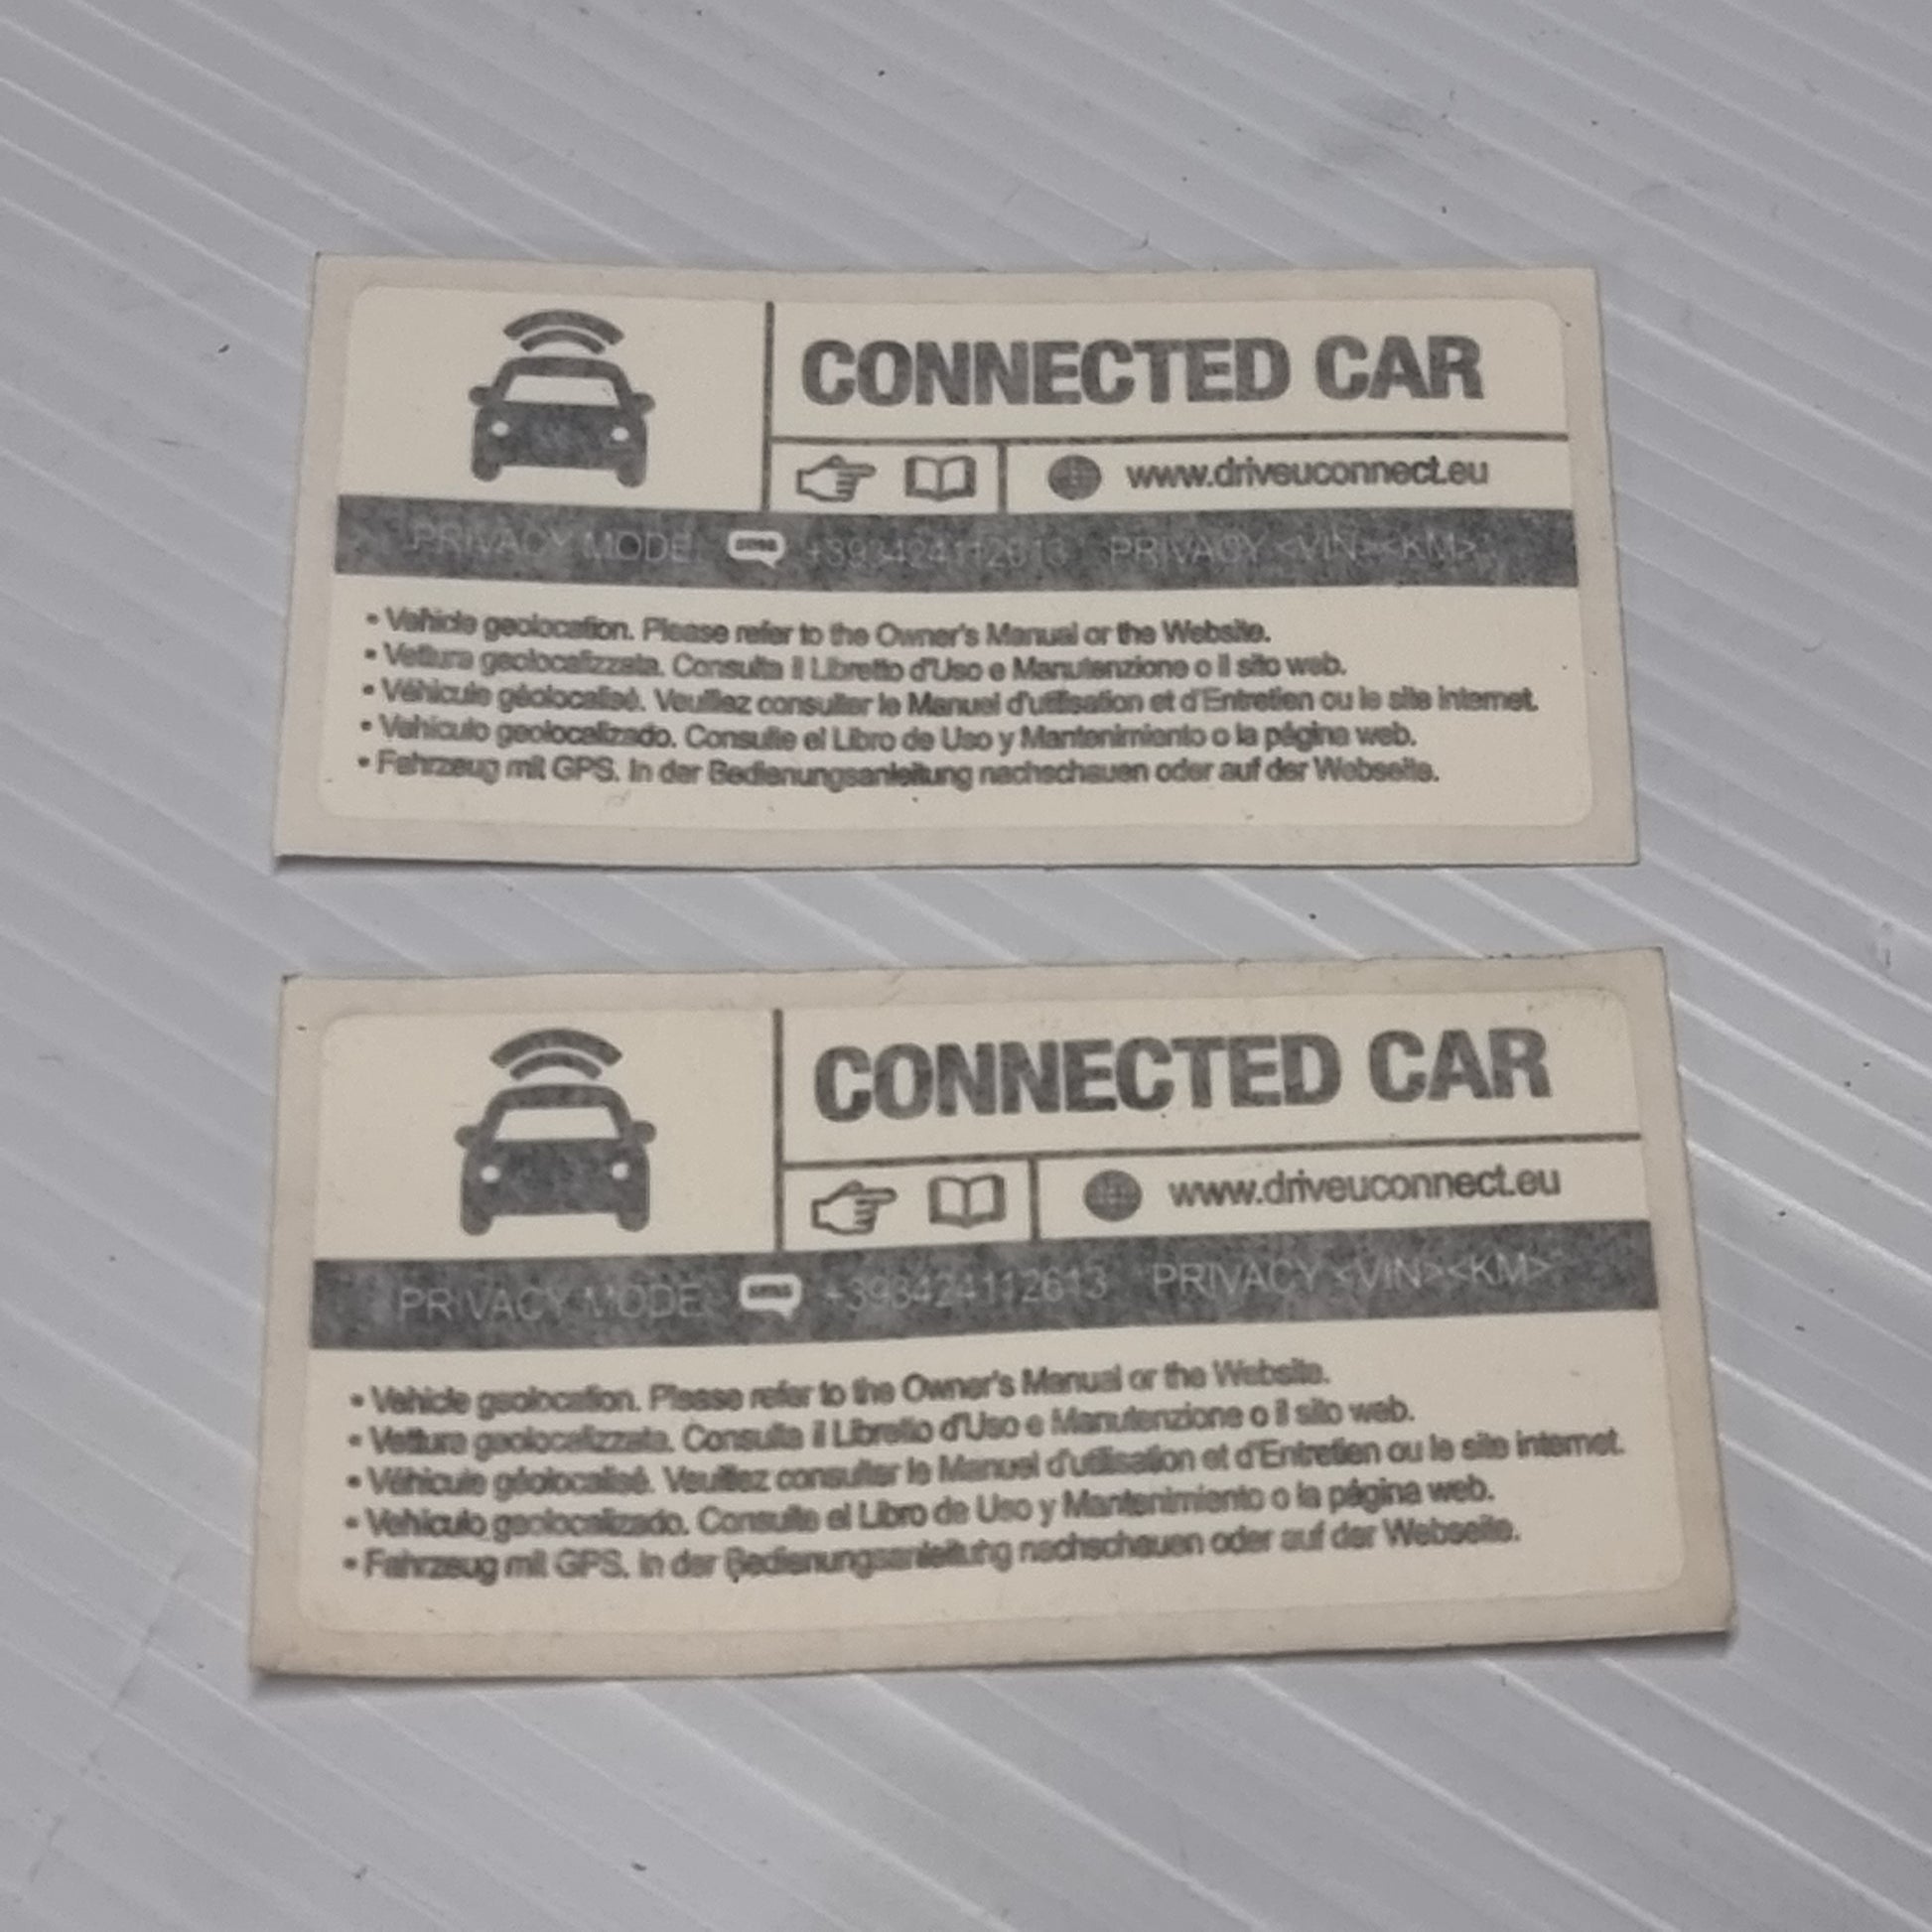 CONNECTED CAR
www.driveuconnect.eu
PRIVACY MODE: sms +393424112613 "PRIVACY <VIN><KM>"
• Vehicle geolocation. Please refer to the Owner's Manual or the Website.
• Vettura geolocalizzata. Consulta il Libretto d'Uso e Manutenzione o il sito web.
• Véhicule géolocalisé. Veuillez consulter le Manuel d'utilisation et d'Entretien ou le site internet.
• Vehículo geolocalizado. Consulte el Libro de Uso y Mantenimiento o la página web.
• Fahrzeug mit GPS. In der Bedienungsanleitung nachschauen oder auf der Webseite.
CONNECTED CAR
www.driveuconnect.eu
PRIVACY MODE: sms +393424112613 "PRIVACY <VIN><KM>"
• Vehicle geolocation. Please refer to the Owner's Manual or the Website.
• Vettura geolocalizzata. Consulta il Libretto d'Uso e Manutenzione o il sito web.
• Véhicule géolocalisé. Veuillez consulter le Manuel d'utilisation et d'Entretien ou le site internet.
• Vehículo geolocalizado. Consulte el Libro de Uso y Mantenimiento o la página web.
• Fahrzeug mit GPS. In der Bedienungsanleitung nachschauen oder auf der Webseite.